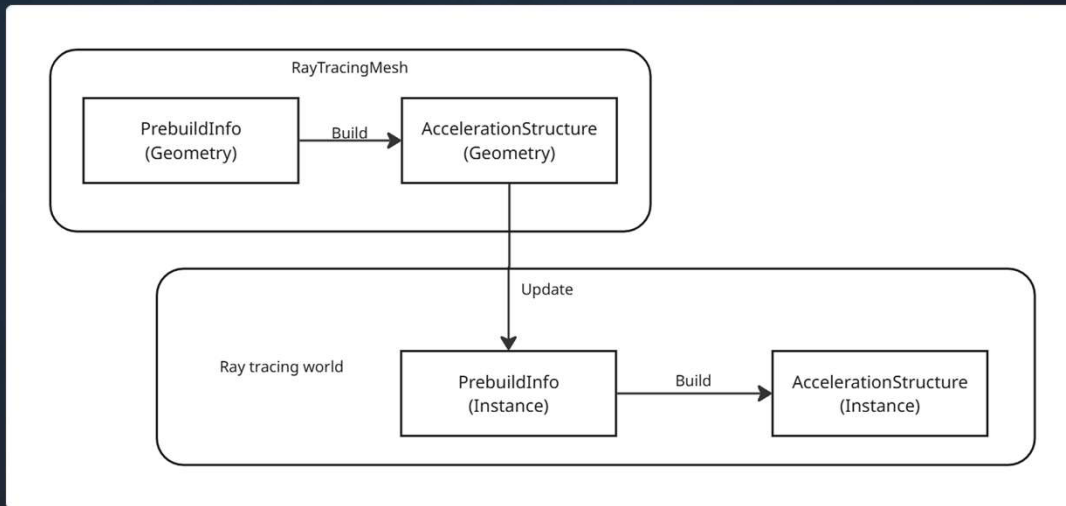 RayTracingMesh
PrebuildInfo
(Geometry)
Build
AccelerationStructure
(Geometry)
Update
Ray tracing world
PrebuildInfo
(Instance)
Build
AccelerationStructure
(Instance)